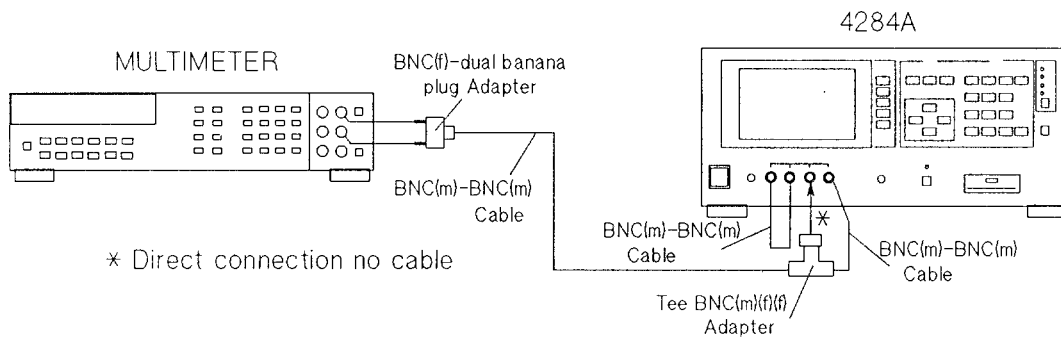 4284A
MULTIMETER
BNC(f)-dual banana
plug Adapter
BNC(m)-BNC(m)
Cable
BNC(m)-BNC(m)
Cable
*
BNC(m)-BNC(m)
Cable
* Direct connection no cable
Tee BNC(m)(f)(f)
Adapter